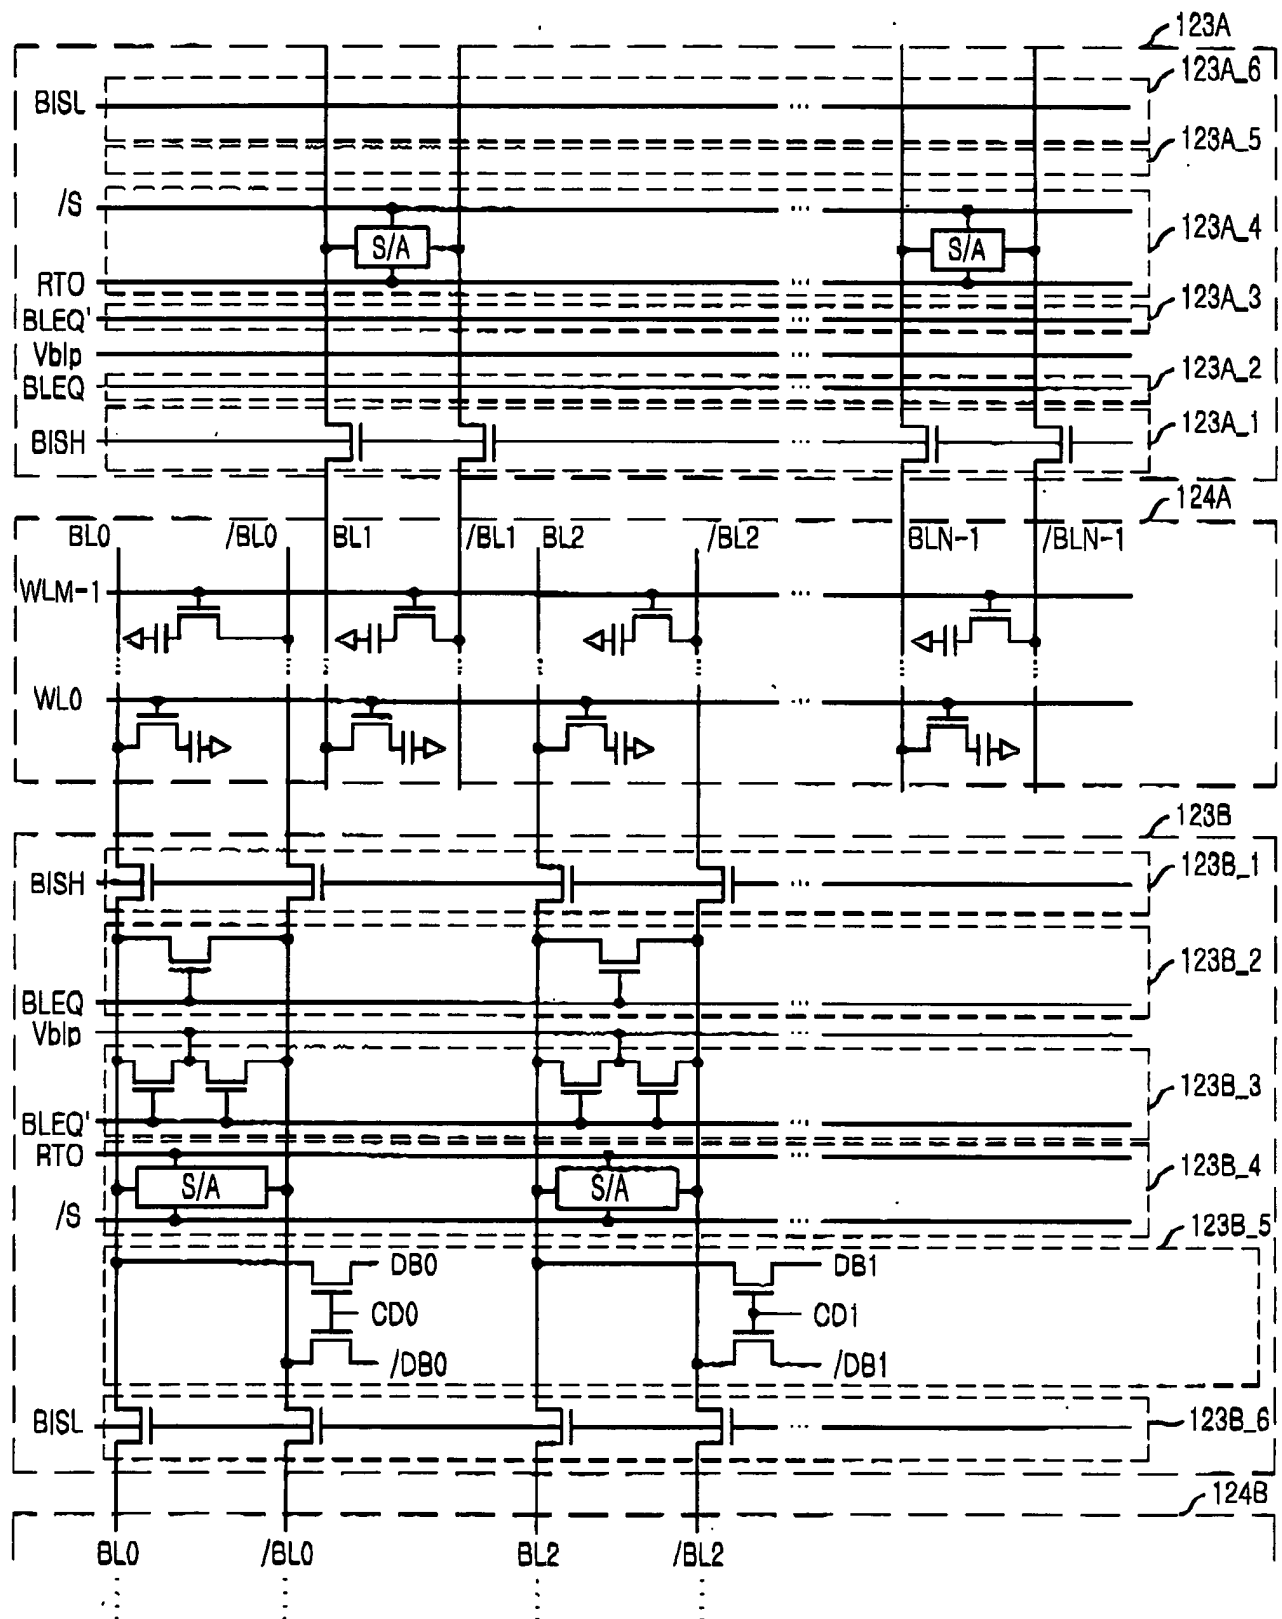 123A
123A_6
BISL
123A_5
/S
S/A
S/A
123A_4
RTO
123A_3
BLEQ'
Vblp
123A_2
BLEQ
123A_1
BISH
124A
BL0 /BL0 BL1 /BL1 BL2 /BL2 BLN-1 /BLN-1
WLM-1
WL0
123B
123B_1
BISH
123B_2
BLEQ
Vblp
123B_3
BLEQ'
RTO
123B_4
S/A
S/A
/S
123B_5
DB0 DB1
CD0 CD1
/DB0 /DB1
BISL
123B_6
124B
BL0 /BL0 BL2 /BL2